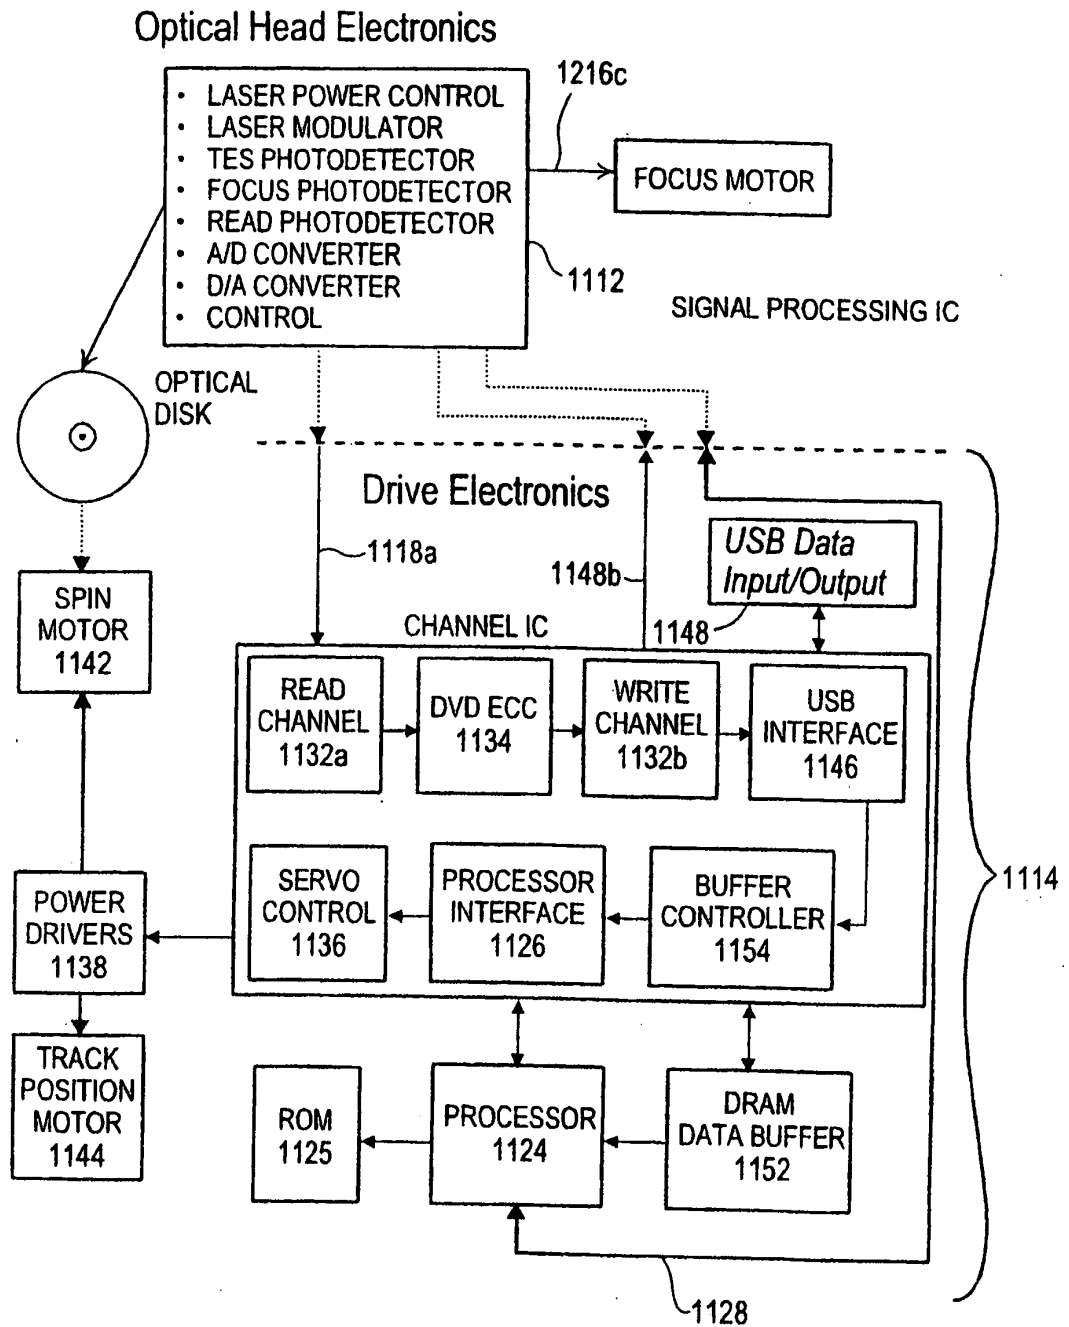 Optical Head Electronics
• LASER POWER CONTROL
• LASER MODULATOR
• TES PHOTODETECTOR
• FOCUS PHOTODETECTOR
• READ PHOTODETECTOR
• A/D CONVERTER
• D/A CONVERTER
• CONTROL
1216c
FOCUS MOTOR
1112
SIGNAL PROCESSING IC
OPTICAL
DISK
Drive Electronics
1118a
1148b
USB Data
Input/Output
1148
SPIN
MOTOR
1142
CHANNEL IC
READ
CHANNEL
1132a
DVD ECC
1134
WRITE
CHANNEL
1132b
USB
INTERFACE
1146
SERVO
CONTROL
1136
PROCESSOR
INTERFACE
1126
BUFFER
CONTROLLER
1154
1114
POWER
DRIVERS
1138
TRACK
POSITION
MOTOR
1144
ROM
1125
PROCESSOR
1124
DRAM
DATA BUFFER
1152
1128